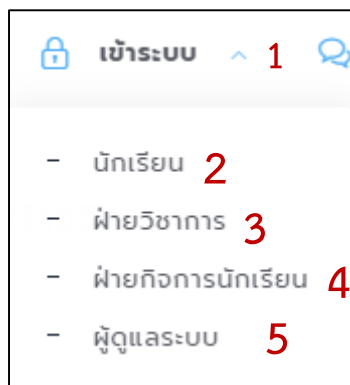 เข้าระบบ 1
- นักเรียน 2
- ฝ่ายวิชาการ 3
- ฝ่ายกิจการนักเรียน 4
- ผู้ดูแลระบบ 5